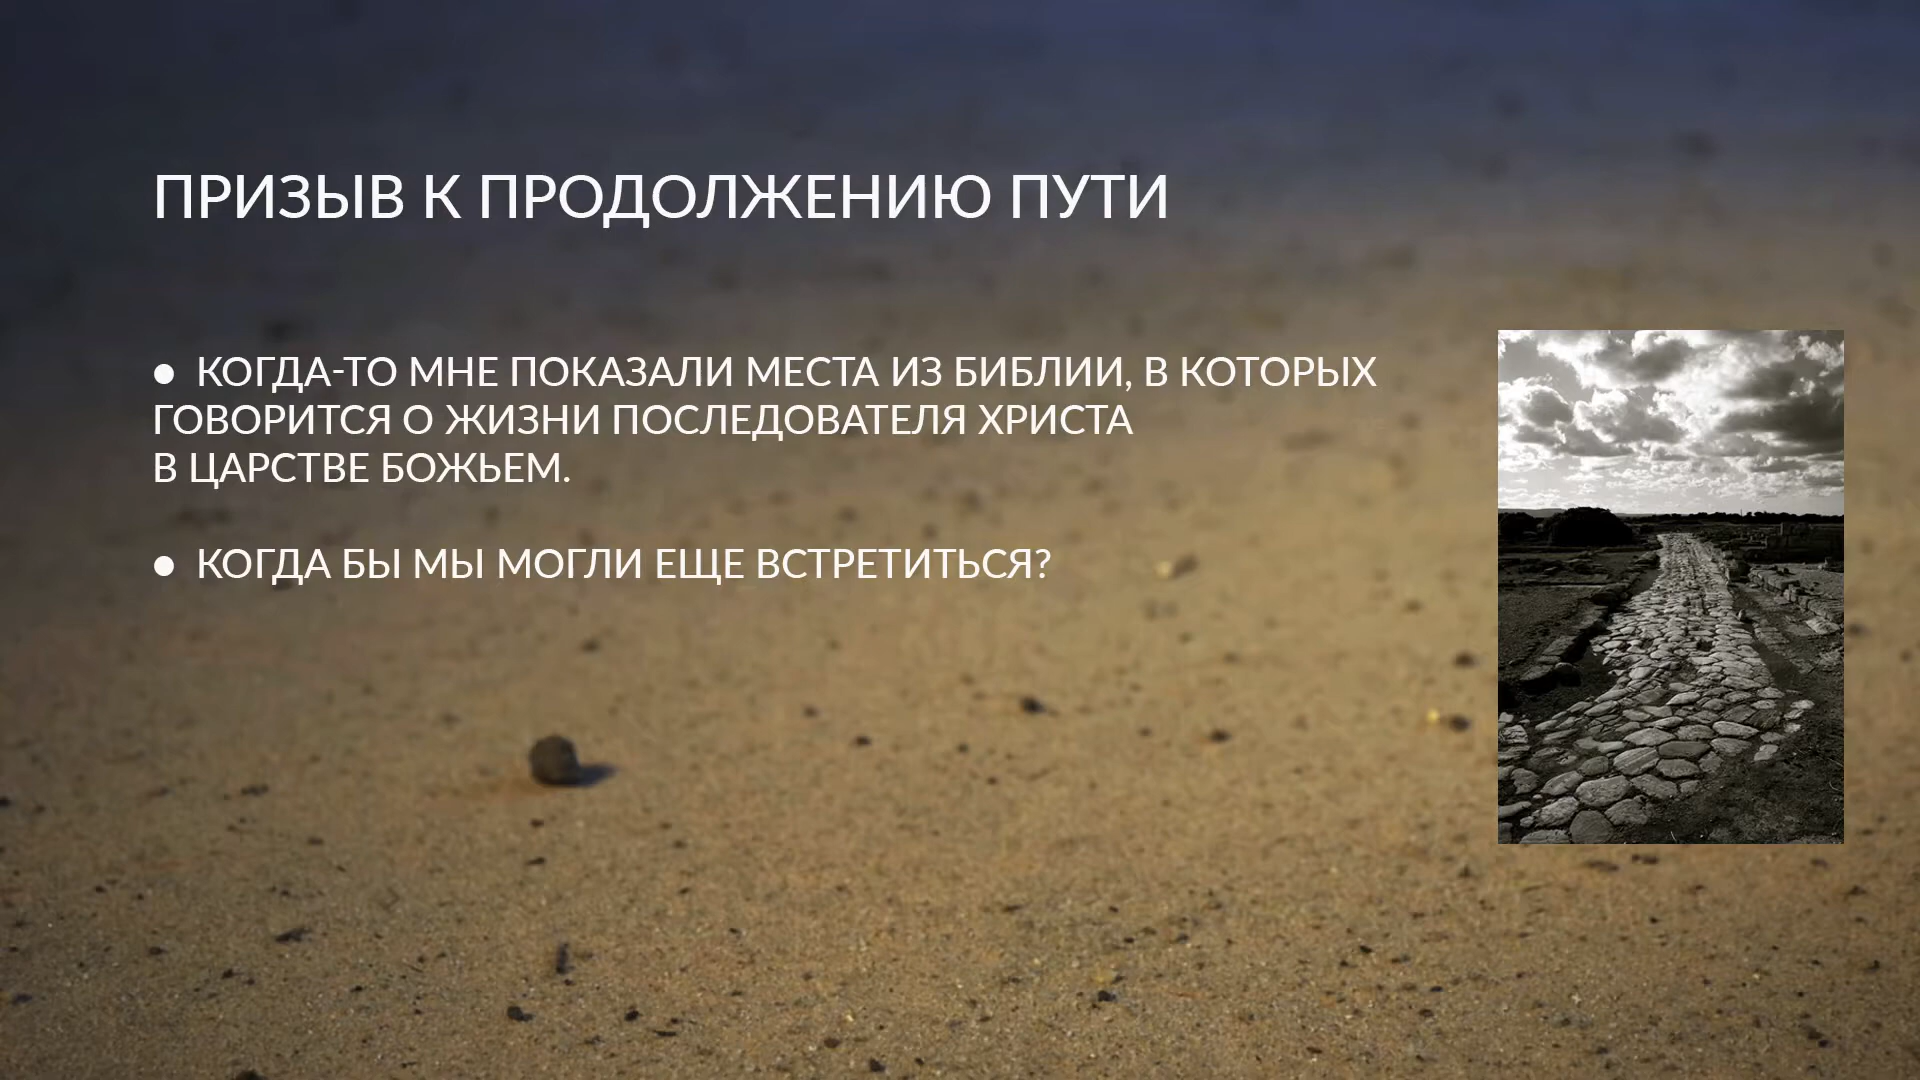 ПРИЗЫВ К ПРОДОЛЖЕНИЮ ПУТИ
● КОГДА-ТО МНЕ ПОКАЗАЛИ МЕСТА ИЗ БИБЛИИ, В КОТОРЫХ
ГОВОРИТСЯ О ЖИЗНИ ПОСЛЕДОВАТЕЛЯ ХРИСТА
В ЦАРСТВЕ БОЖЬЕМ.
● КОГДА БЫ МЫ МОГЛИ ЕЩЕ ВСТРЕТИТЬСЯ?